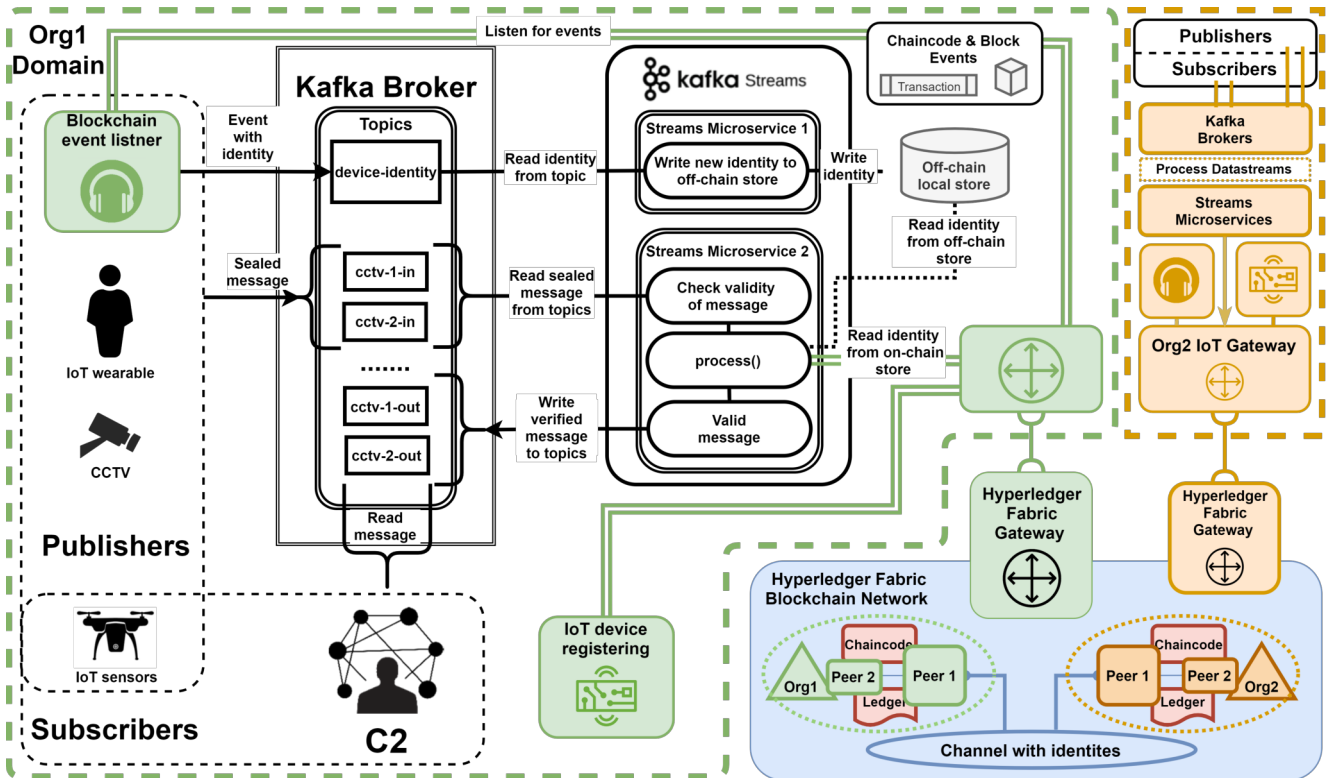 Org1
Domain
Listen for events
Blockchain
event listner
Event
with
identity
Kafka Broker
Topics
device-identity
Read identity
from topic
kafka Streams
Streams Microservice 1
Write new identity to
off-chain store
Write
identity
Chaincode & Block
Events
Transaction
Off-chain
local store
Read identity
from off-chain
store
Sealed
message
cctv-1-in
cctv-2-in
........
cctv-1-out
cctv-2-out
Read sealed
message
from topics
Streams Microservice 2
Check validity
of message
process()
Valid
message
Read identity
from on-chain
store
Write
verified
message
to topics
Read
message
IoT wearable
CCTV
Publishers
IoT sensors
Subscribers
C2
IoT device
registering
Publishers
Subscribers
Kafka
Brokers
Process Datastreams
Streams
Microservices
Org2 IoT Gateway
Hyperledger
Fabric
Gateway
Hyperledger
Fabric
Gateway
Hyperledger Fabric
Blockchain Network
Org1
Chaincode
Peer 2
Peer 1
Ledger
Chaincode
Peer 1
Peer 2
Org2
Ledger
Channel with identites